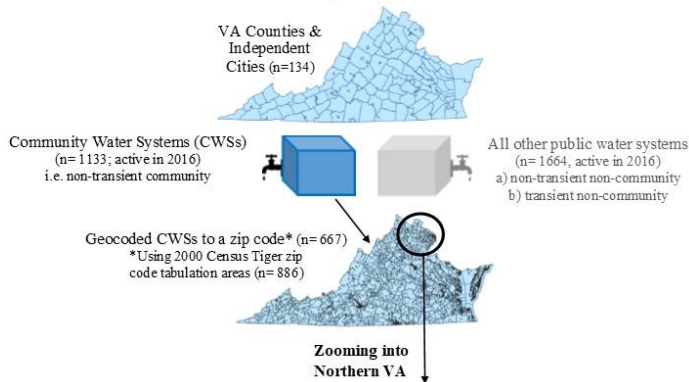 VA Counties &
Independent
Cities (n=134)
Community Water Systems (CWSs)
(n= 1133; active in 2016)
i.e. non-transient community
All other public water systems
(n= 1664, active in 2016)
a) non-transient non-community
b) transient non-community
Geocoded CWSs to a zip code* (n= 667)
*Using 2000 Census Tiger zip
code tabulation areas (n= 886)
Zooming into
Northern VA